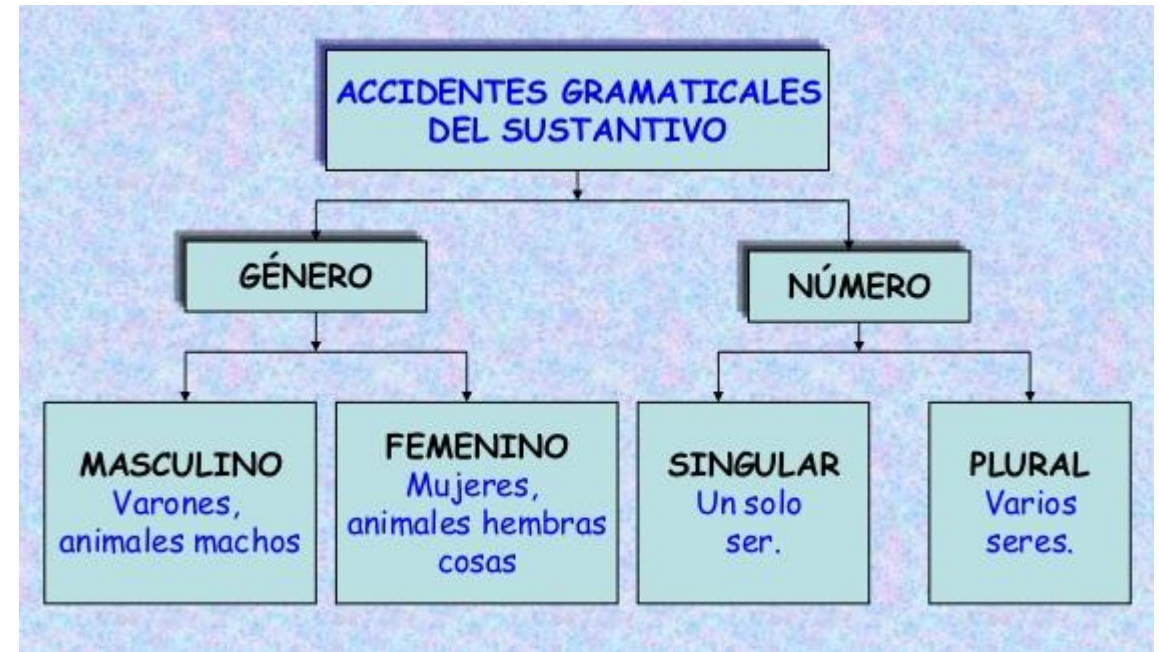 ACCIDENTES GRAMATICALES
DEL SUSTANTIVO
GÉNERO
NÚMERO
MASCULINO
Varones,
animales machos
FEMENINO
Mujeres,
animales hembras
cosas
SINGULAR
Un solo
ser.
PLURAL
Varios
seres.